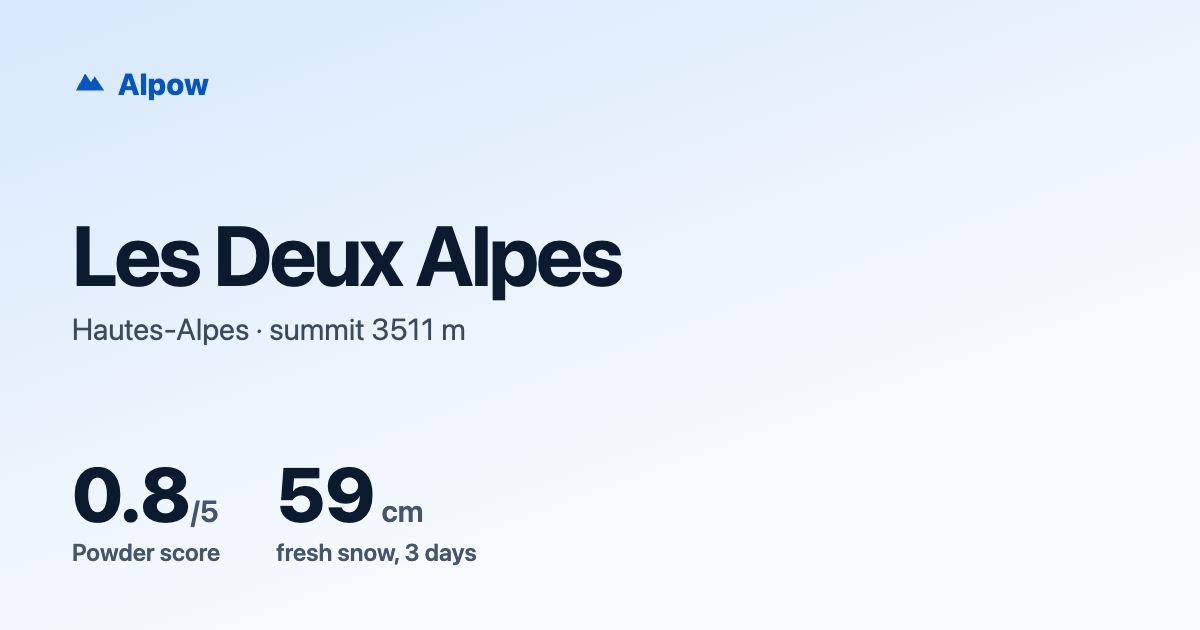 Alpow
Les Deux Alpes
Hautes-Alpes · summit 3511 m
0.8/5 59 cm
Powder score fresh snow, 3 days